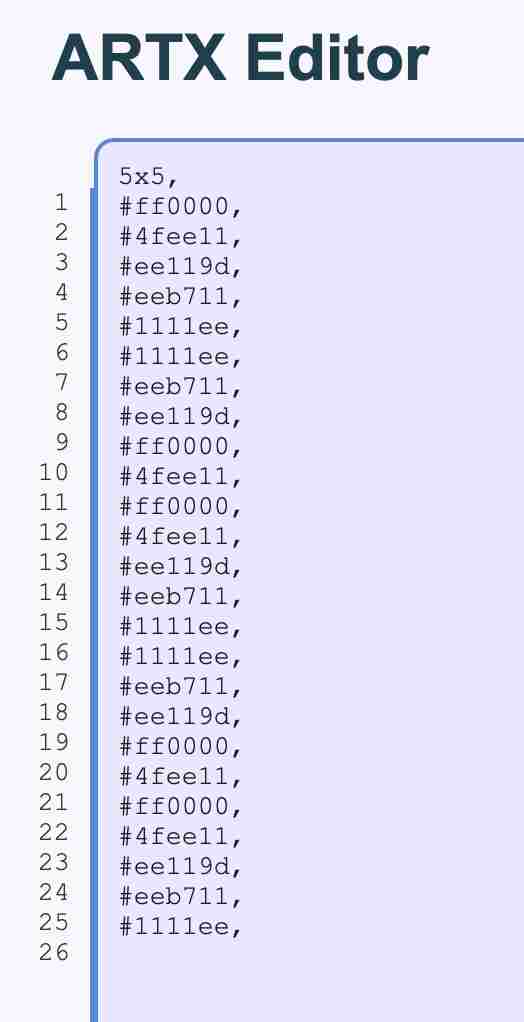 ARTX Editor
5x5,
1 #ff0000,
2 #4fee11,
3 #ee119d,
4 #eeb711,
5 #1111ee,
6 #1111ee,
7 #eeb711,
8 #ee119d,
9 #ff0000,
10 #4fee11,
11 #ff0000,
12 #4fee11,
13 #ee119d,
14 #eeb711,
15 #1111ee,
16 #1111ee,
17 #eeb711,
18 #ee119d,
19 #ff0000,
20 #4fee11,
21 #ff0000,
22 #4fee11,
23 #ee119d,
24 #eeb711,
25 #1111ee,
26